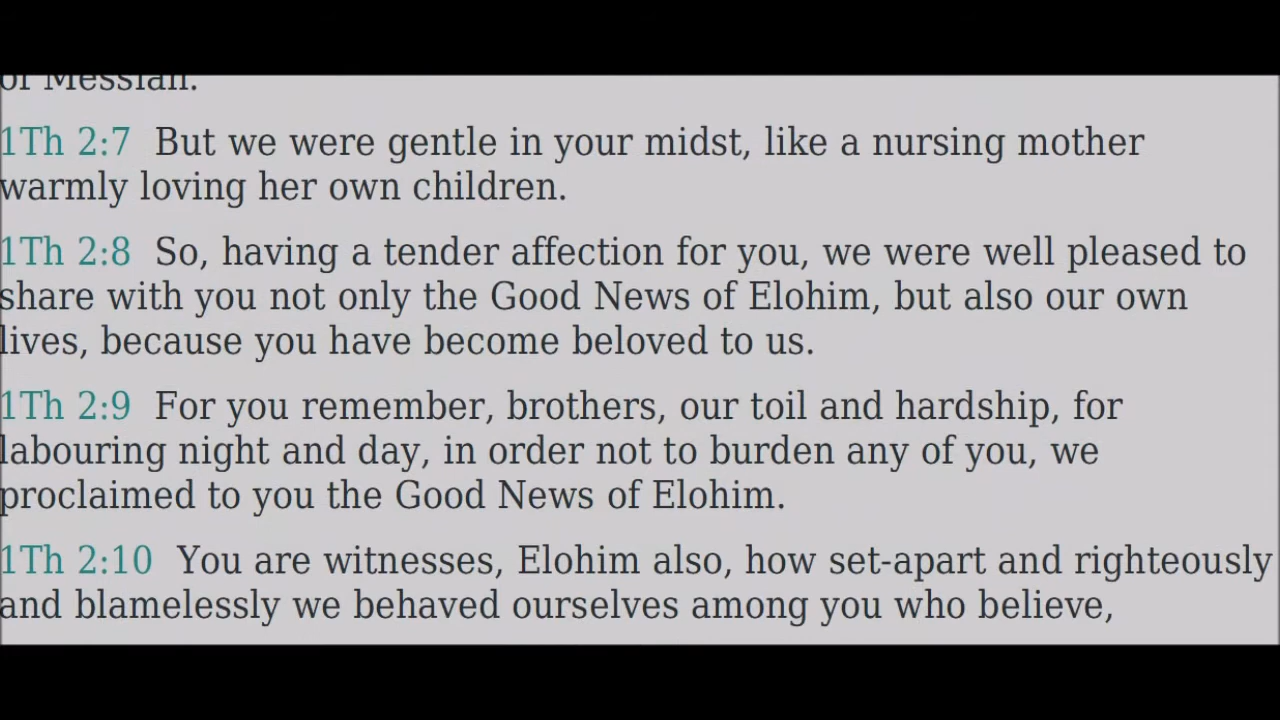 of Messiah.
1Th 2:7 But we were gentle in your midst, like a nursing mother
warmly loving her own children.
1Th 2:8 So, having a tender affection for you, we were well pleased to
share with you not only the Good News of Elohim, but also our own
lives, because you have become beloved to us.
1Th 2:9 For you remember, brothers, our toil and hardship, for
labouring night and day, in order not to burden any of you, we
proclaimed to you the Good News of Elohim.
1Th 2:10 You are witnesses, Elohim also, how set-apart and righteously
and blamelessly we behaved ourselves among you who believe,